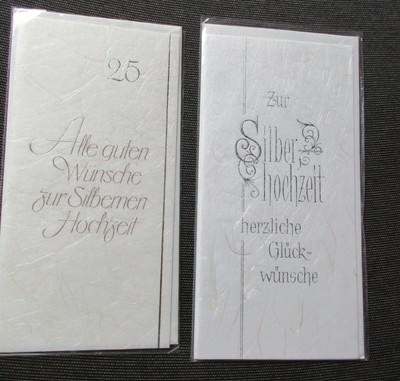 25
Alle guten
Wünsche
zur Silbernen
Hochzeit
Zur
Silber
hochzeit
herzliche
Glück-
wünsche